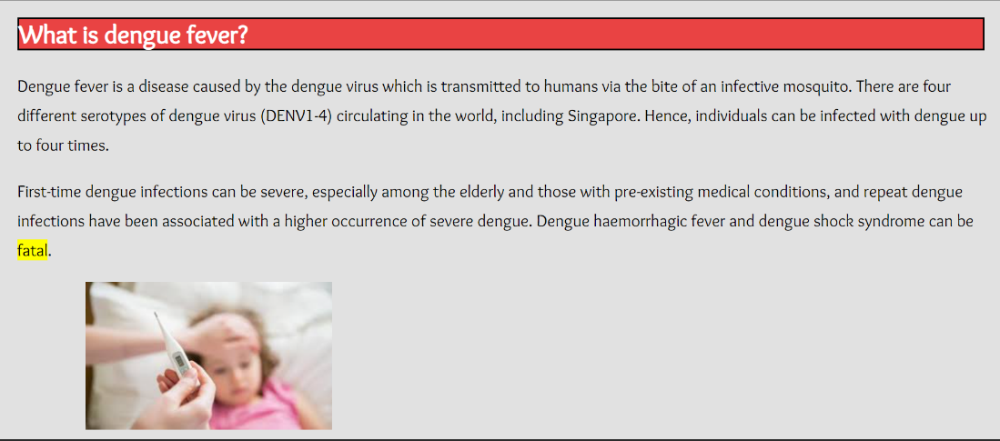 What is dengue fever?
Dengue fever is a disease caused by the dengue virus which is transmitted to humans via the bite of an infective mosquito. There are four
different serotypes of dengue virus (DENV1-4) circulating in the world, including Singapore. Hence, individuals can be infected with dengue up
to four times.
First-time dengue infections can be severe, especially among the elderly and those with pre-existing medical conditions, and repeat dengue
infections have been associated with a higher occurrence of severe dengue. Dengue haemorrhagic fever and dengue shock syndrome can be
fatal.